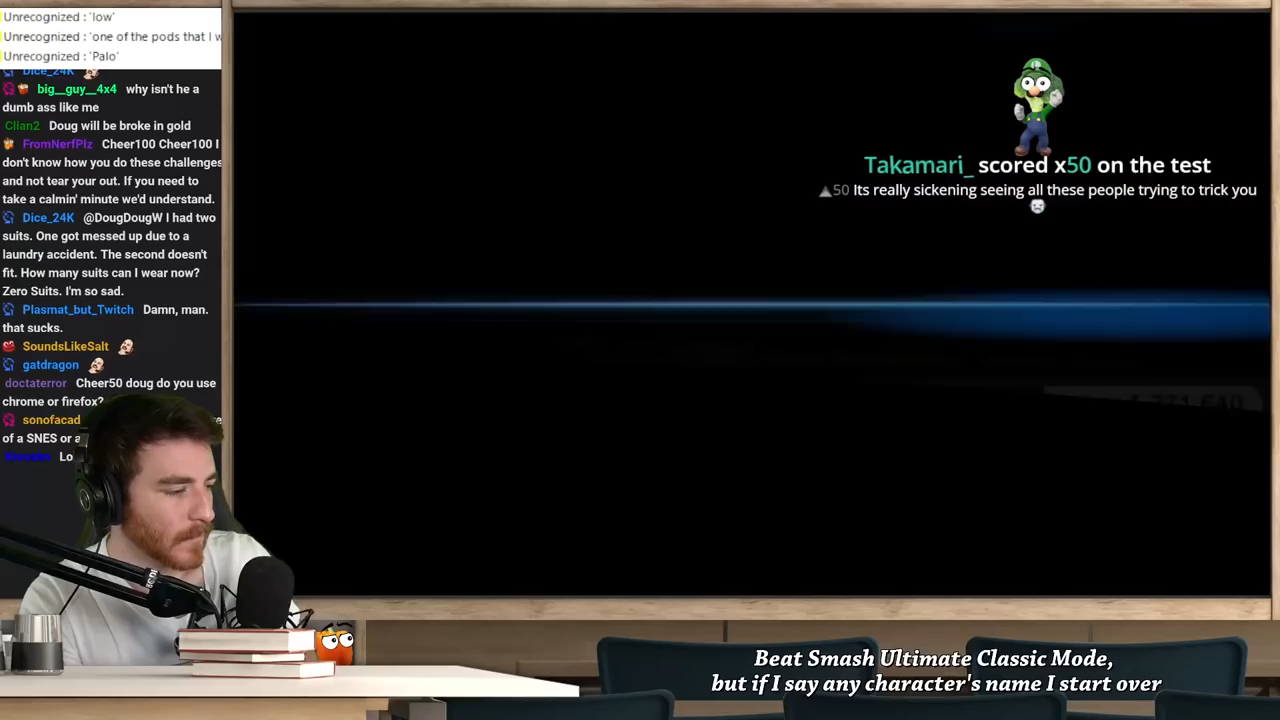 Unrecognized : 'low'
Unrecognized : 'one of the pods that I w
Unrecognized : 'Palo'
Dice_24K
big__guy__4x4 why isn't he a
dumb ass like me
Clian2 Doug will be broke in gold
FromNerfPlz Cheer100 Cheer100 I
don't know how you do these challenges
and not tear your out. If you need to
take a calmin' minute we'd understand.
Dice_24K @DougDougW I had two
suits. One got messed up due to a
laundry accident. The second doesn't
fit. How many suits can I wear now?
Zero Suits. I'm so sad.
Plasmat_but_Twitch Damn, man.
that sucks.
SoundsLikeSalt
gatdragon
doctaterror Cheer50 doug do you use
chrome or firefox?
sonofacad
of a SNES or a
Lo
Takamari_ scored x50 on the test
50 Its really sickening seeing all these people trying to trick you
Beat Smash Ultimate Classic Mode,
but if I say any character's name I start over